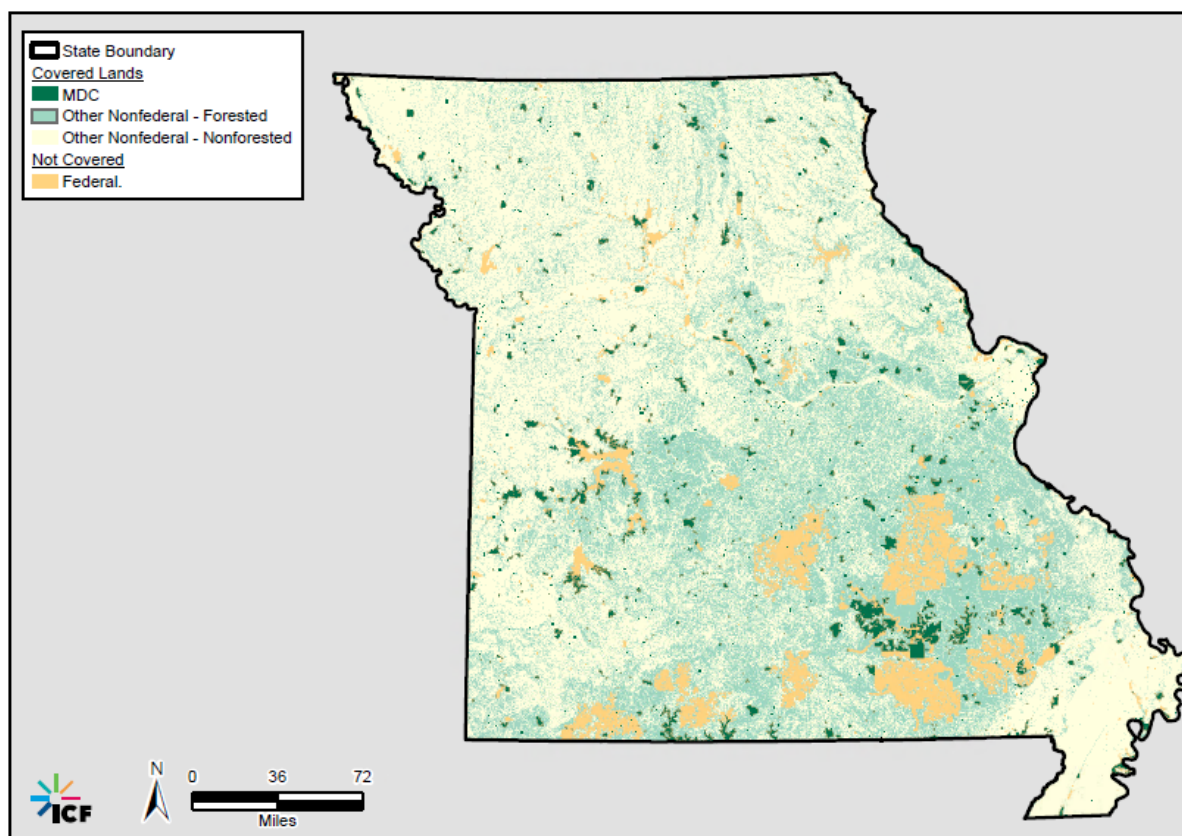 State Boundary
Covered Lands
MDC
Other Nonfederal - Forested
Other Nonfederal - Nonforested
Not Covered
Federal.
N
0 36 72
Miles
ICF